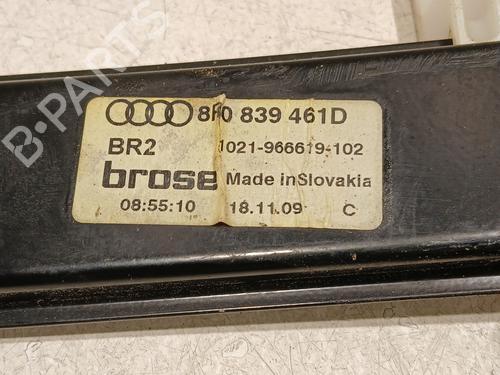 B-PARTS
8F0 839 461D
BR2 1021-966619-102
brose Made inSlovakia
08:55:10 18.11.09 C